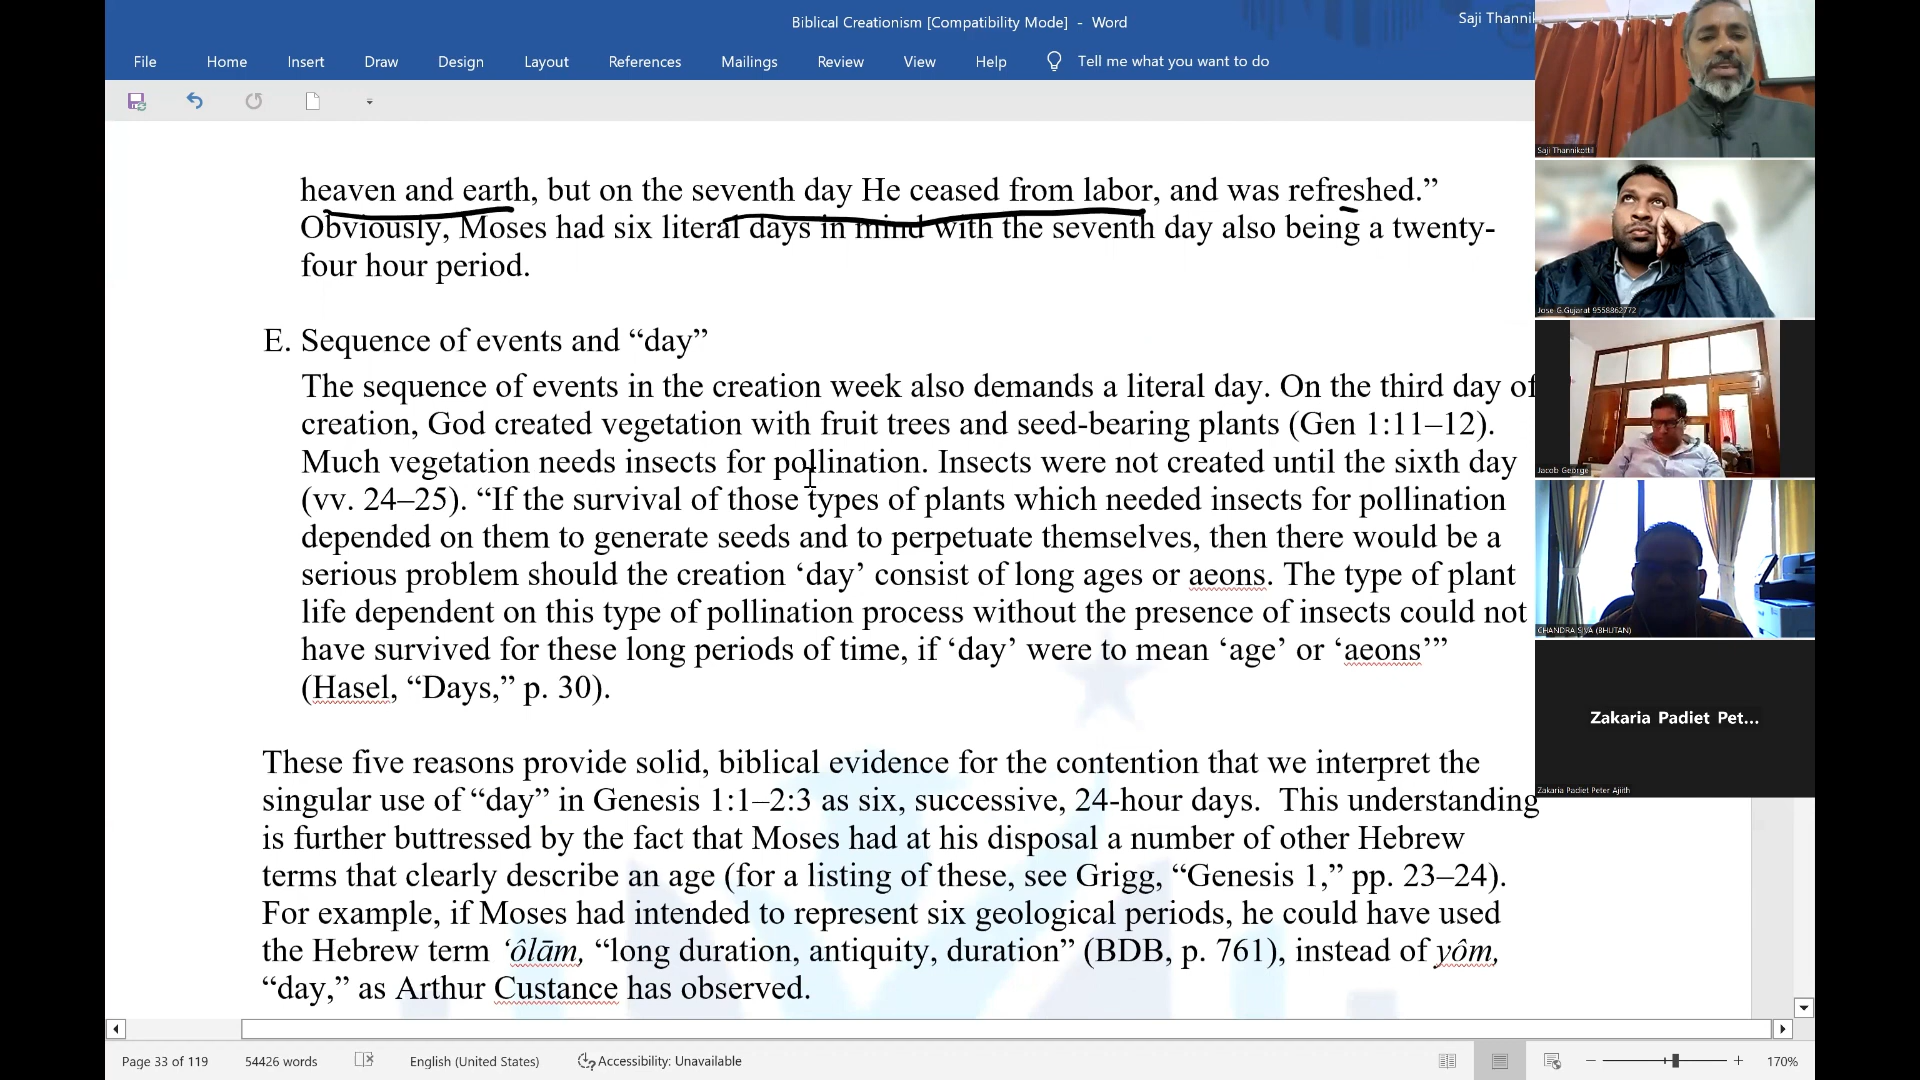 Biblical Creationism [Compatibility Mode] - Word
Saji Thannik
File Home Insert Draw Design Layout References Mailings Review View Help Tell me what you want to do
heaven and earth, but on the seventh day He ceased from labor, and was refreshed.”
Obviously, Moses had six literal days in mind with the seventh day also being a twenty-
four hour period.
E. Sequence of events and “day”
The sequence of events in the creation week also demands a literal day. On the third day of
creation, God created vegetation with fruit trees and seed-bearing plants (Gen 1:11–12).
Much vegetation needs insects for pollination. Insects were not created until the sixth day
(vv. 24–25). “If the survival of those types of plants which needed insects for pollination
depended on them to generate seeds and to perpetuate themselves, then there would be a
serious problem should the creation ‘day’ consist of long ages or aeons. The type of plant
life dependent on this type of pollination process without the presence of insects could not
have survived for these long periods of time, if ‘day’ were to mean ‘age’ or ‘aeons’”
(Hasel, “Days,” p. 30).
These five reasons provide solid, biblical evidence for the contention that we interpret the
singular use of “day” in Genesis 1:1–2:3 as six, successive, 24-hour days. This understanding
is further buttressed by the fact that Moses had at his disposal a number of other Hebrew
terms that clearly describe an age (for a listing of these, see Grigg, “Genesis 1,” pp. 23–24).
For example, if Moses had intended to represent six geological periods, he could have used
the Hebrew term ‘ôlām, “long duration, antiquity, duration” (BDB, p. 761), instead of yôm,
“day,” as Arthur Custance has observed.
Page 33 of 119 54426 words English (United States) Accessibility: Unavailable 170%
Saji Thannikottil
Jose G.Gujarat 9558862772
Jacob George
CHANDRA SIVA (BHUTAN)
Zakaria Padiet Pet...
Zakaria Padiet Peter Ajiith